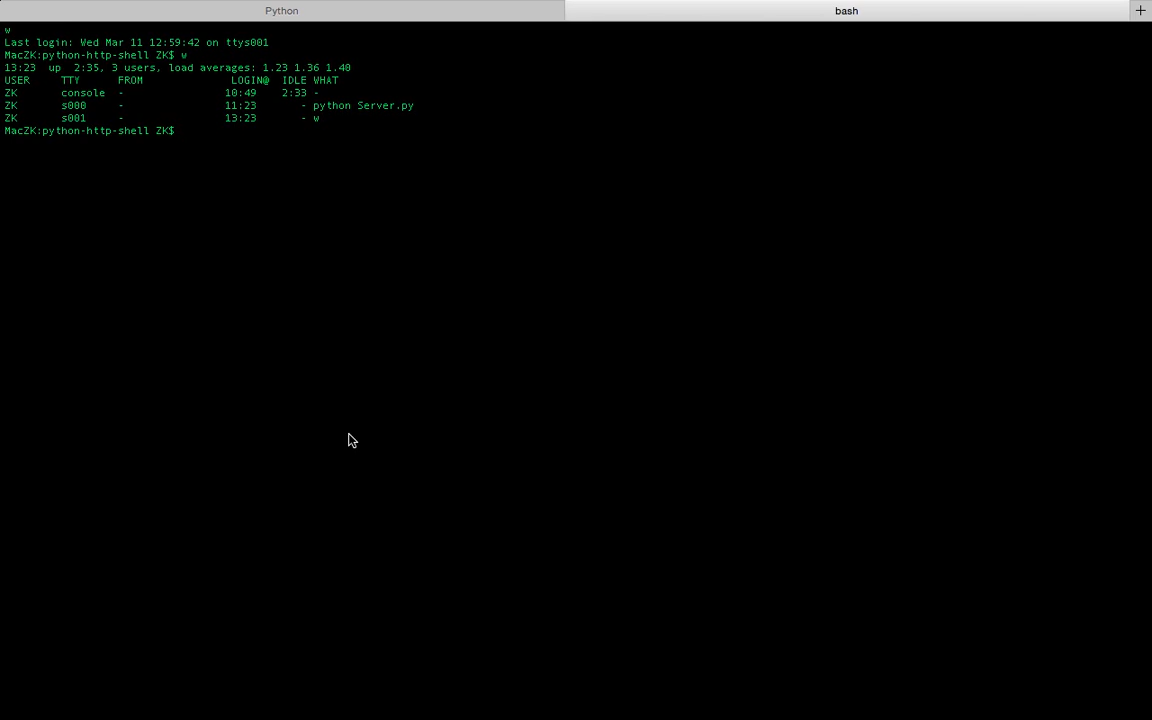 Python bash +
w
Last login: Wed Mar 11 12:59:42 on ttys001
MacZK:python-http-shell ZK$ w
13:23  up  2:35, 3 users, load averages: 1.23 1.36 1.40
USER     TTY      FROM              LOGIN@  IDLE WHAT
ZK       console  -                10:49    2:33 -
ZK       s000     -                11:23       - python Server.py
ZK       s001     -                13:23       - w
MacZK:python-http-shell ZK$